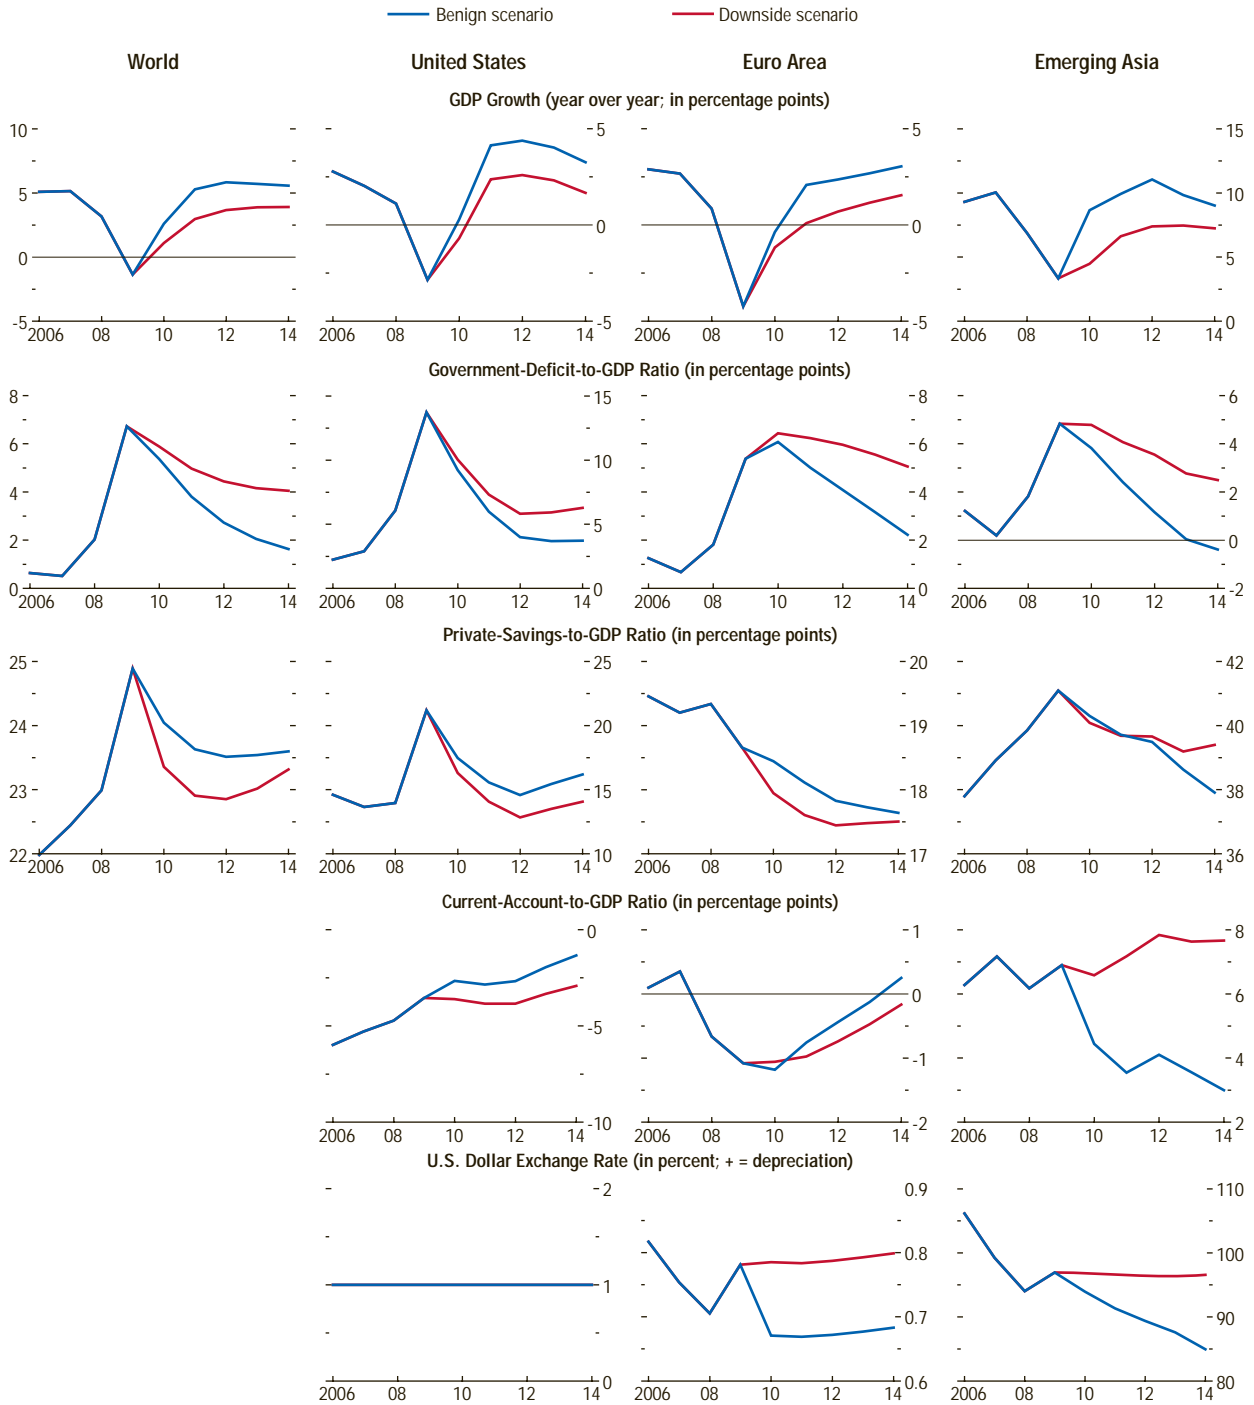 Benign scenario Downside scenario
World United States Euro Area Emerging Asia
GDP Growth (year over year; in percentage points)
10 5 5 15
5 10
0 0 0 5
-5 -5 -5 0
2006 08 10 12 14 2006 08 10 12 14 2006 08 10 12 14 2006 08 10 12 14
Government-Deficit-to-GDP Ratio (in percentage points)
8 15 8 6
6 10 6 4
4 4 2
2 5 2 0
0 0 0 -2
2006 08 10 12 14 2006 08 10 12 14 2006 08 10 12 14 2006 08 10 12 14
Private-Savings-to-GDP Ratio (in percentage points)
25 25 20 42
24 20 19 40
23 15 18 38
22 10 17 36
2006 08 10 12 14 2006 08 10 12 14 2006 08 10 12 14 2006 08 10 12 14
Current-Account-to-GDP Ratio (in percentage points)
0 1 8
0 6
-5 -1 4
-10 -2 2
2006 08 10 12 14 2006 08 10 12 14 2006 08 10 12 14
U.S. Dollar Exchange Rate (in percent; + = depreciation)
2 0.9 110
0.8 100
1 0.7 90
0 0.6 80
2006 08 10 12 14 2006 08 10 12 14 2006 08 10 12 14